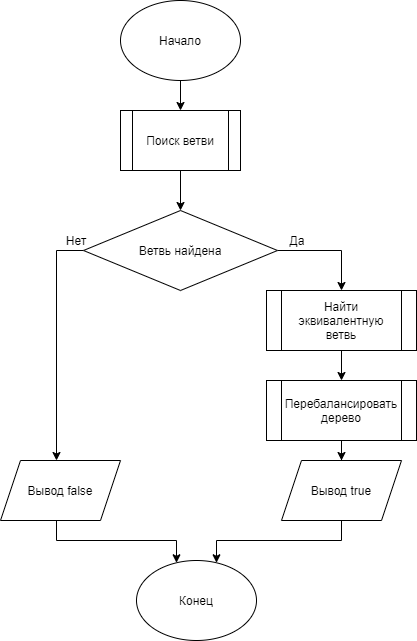 Начало
Поиск ветви
Ветвь найдена
Нет
Да
Найти
эквивалентную
ветвь
Перебалансировать
дерево
Вывод false
Вывод true
Конец